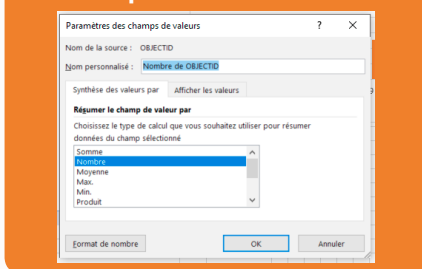 Paramètres des champs de valeurs ? ×
Nom de la source : OBJECTID
Nom personnalisé : Nombre de OBJECTID
Synthèse des valeurs par Afficher les valeurs
Résumer le champ de valeur par
Choisissez le type de calcul que vous souhaitez utiliser pour résumer
données du champ sélectionné
Somme
Nombre
Moyenne
Max.
Min.
Produit
Format de nombre OK Annuler